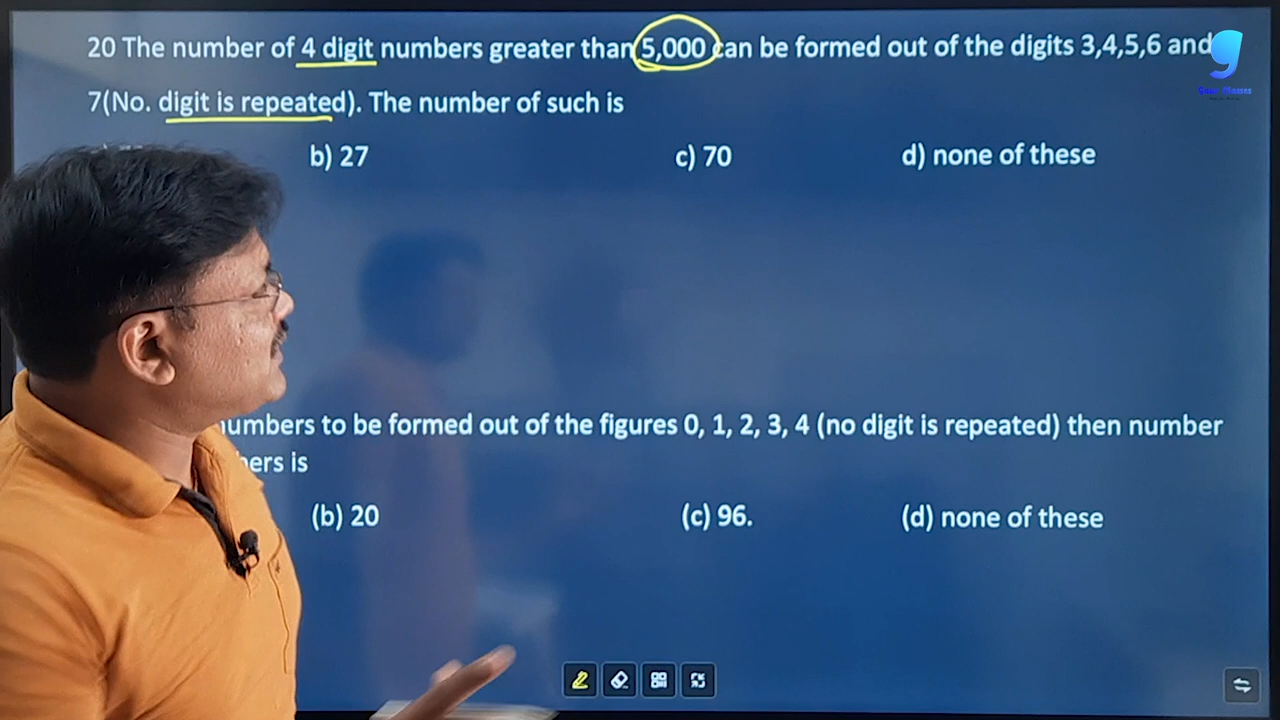 20 The number of 4 digit numbers greater than 5,000 can be formed out of the digits 3,4,5,6 and
7(No. digit is repeated). The number of such is
b) 27 c) 70 d) none of these
numbers to be formed out of the figures 0, 1, 2, 3, 4 (no digit is repeated) then number
is
(b) 20 (c) 96. (d) none of these